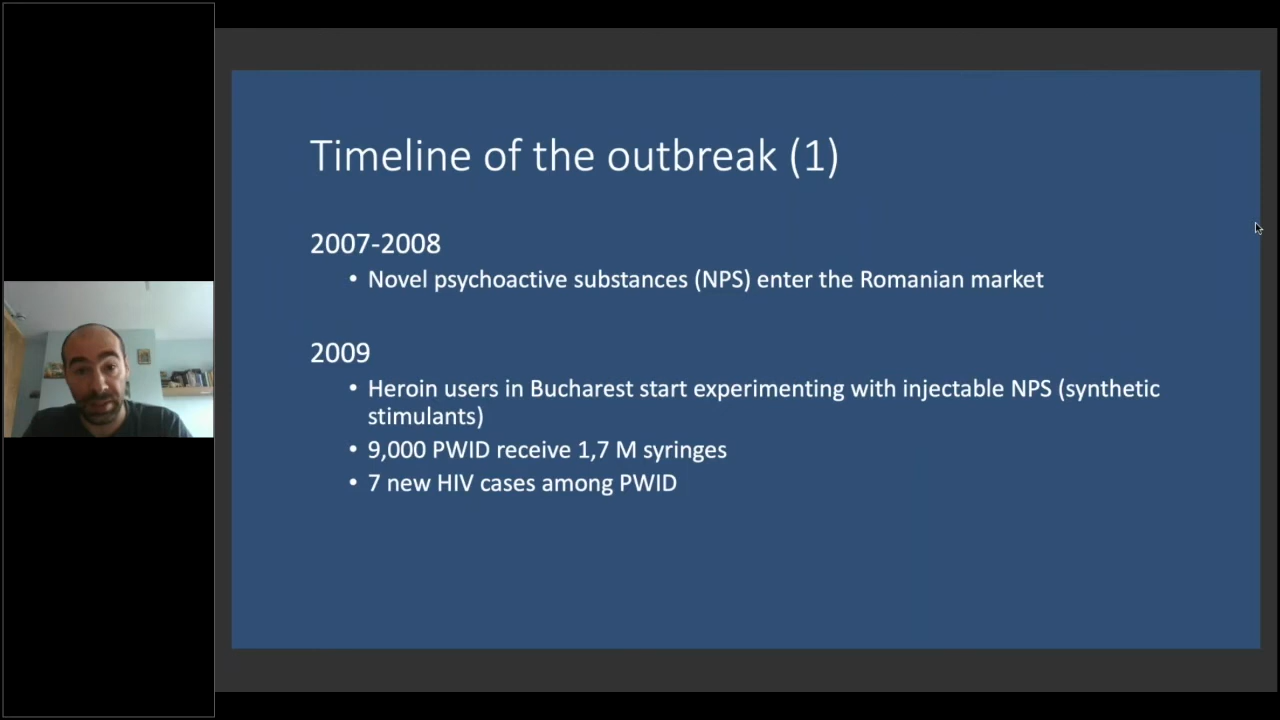 Timeline of the outbreak (1)
2007-2008
• Novel psychoactive substances (NPS) enter the Romanian market
2009
• Heroin users in Bucharest start experimenting with injectable NPS (synthetic
stimulants)
• 9,000 PWID receive 1,7 M syringes
• 7 new HIV cases among PWID